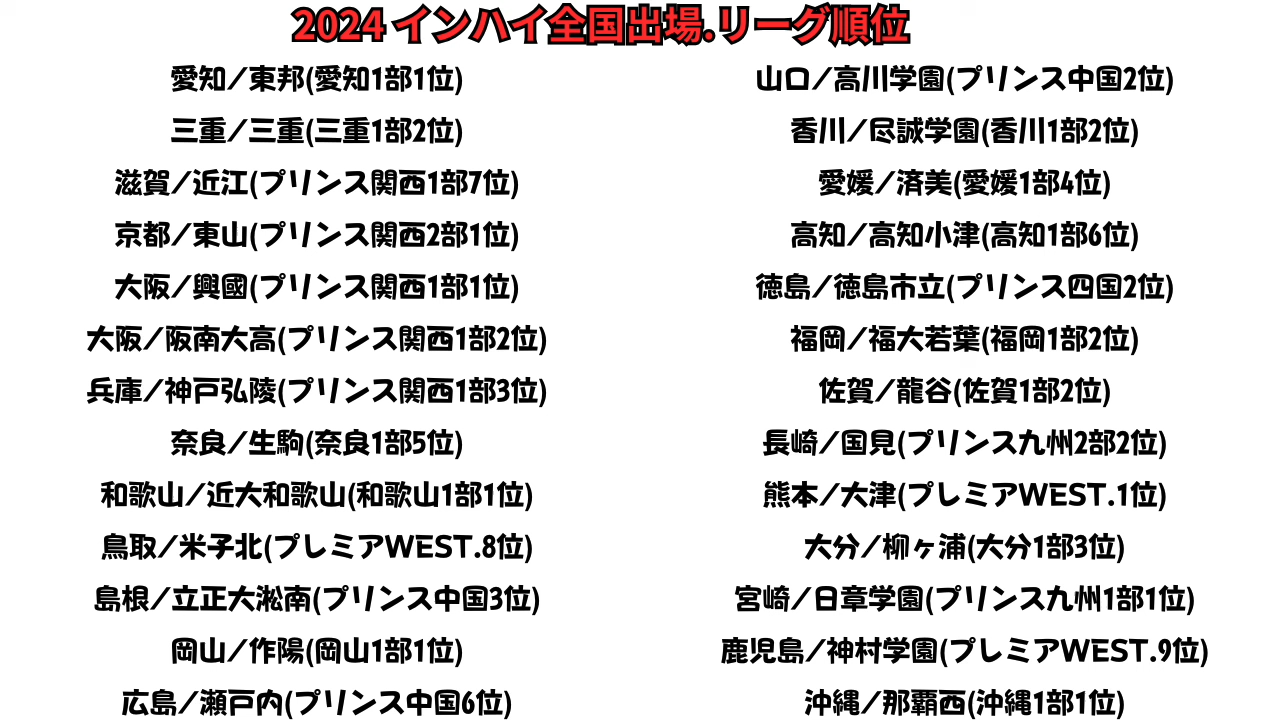 2024 インハイ全国出場.リーグ順位
愛知／東邦(愛知1部1位)
三重／三重(三重1部2位)
滋賀／近江(プリンス関西1部7位)
京都／東山(プリンス関西2部1位)
大阪／興國(プリンス関西1部1位)
大阪／阪南大高(プリンス関西1部2位)
兵庫／神戸弘陵(プリンス関西1部3位)
奈良／生駒(奈良1部5位)
和歌山／近大和歌山(和歌山1部1位)
鳥取／米子北(プレミアWEST.8位)
島根／立正大淞南(プリンス中国3位)
岡山／作陽(岡山1部1位)
広島／瀬戸内(プリンス中国6位)
山口／高川学園(プリンス中国2位)
香川／尽誠学園(香川1部2位)
愛媛／済美(愛媛1部4位)
高知／高知小津(高知1部6位)
徳島／徳島市立(プリンス四国2位)
福岡／福大若葉(福岡1部2位)
佐賀／龍谷(佐賀1部2位)
長崎／国見(プリンス九州2部2位)
熊本／大津(プレミアWEST.1位)
大分／柳ヶ浦(大分1部3位)
宮崎／日章学園(プリンス九州1部1位)
鹿児島／神村学園(プレミアWEST.9位)
沖縄／那覇西(沖縄1部1位)